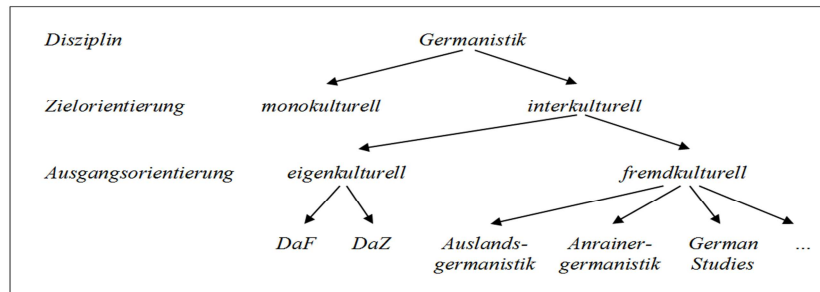 Disziplin Germanistik
Zielorientierung monokulturell interkulturell
Ausgangsorientierung eigenkulturell fremdkulturell
DaF DaZ Auslands- Anrainer- German ...
germanistik germanistik Studies